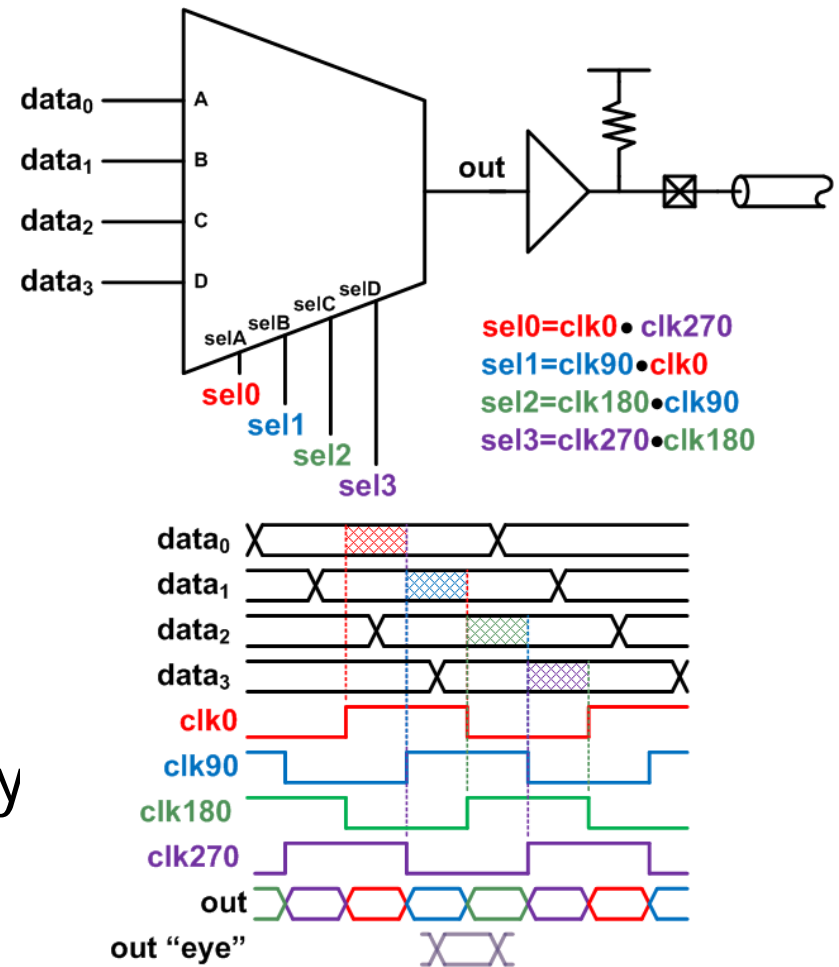 data₀
A
data₁
B
out
data₂
C
data₃
D
selA selB selC selD
sel0
sel1
sel2
sel3
sel0=clk0• clk270
sel1=clk90•clk0
sel2=clk180•clk90
sel3=clk270•clk180
data₀
data₁
data₂
data₃
clk0
clk90
y
clk180
clk270
out
out “eye”